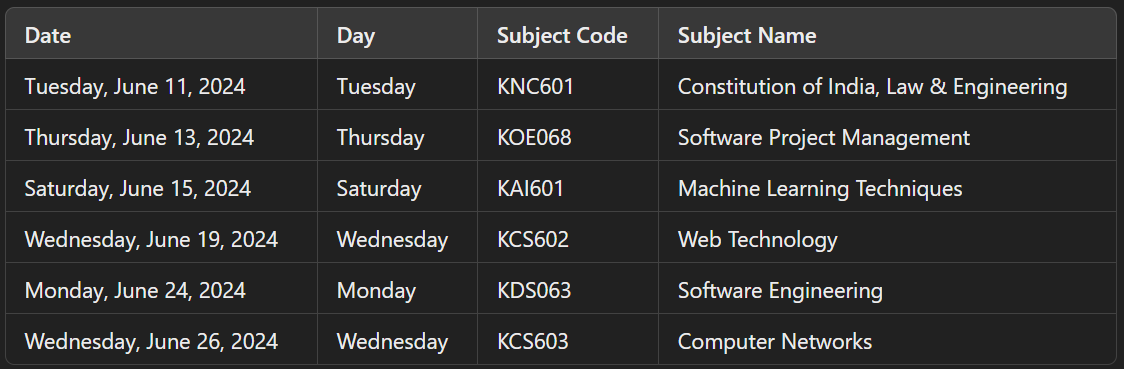 Date Day Subject Code Subject Name
Tuesday, June 11, 2024 Tuesday KNC601 Constitution of India, Law & Engineering
Thursday, June 13, 2024 Thursday KOE068 Software Project Management
Saturday, June 15, 2024 Saturday KAI601 Machine Learning Techniques
Wednesday, June 19, 2024 Wednesday KCS602 Web Technology
Monday, June 24, 2024 Monday KDS063 Software Engineering
Wednesday, June 26, 2024 Wednesday KCS603 Computer Networks